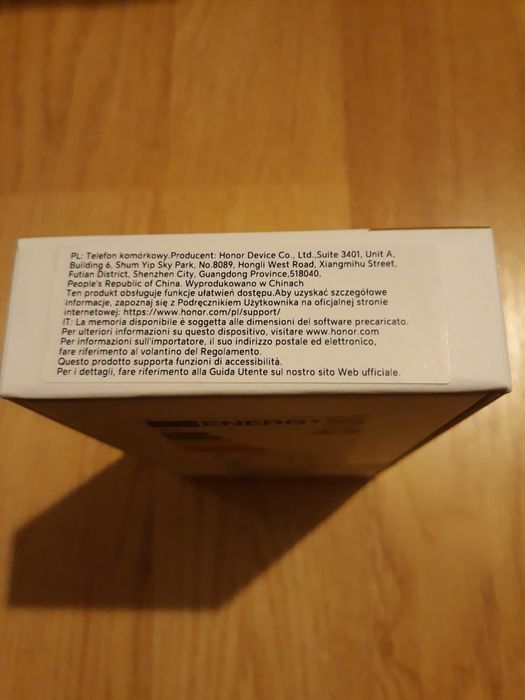 PL: Telefon komórkowy.Producent: Honor Device Co., Ltd.,Suite 3401, Unit A,
Building 6, Shum Yip Sky Park, No.8089, Hongli West Road, Xiangmihu Street,
Futian District, Shenzhen City, Guangdong Province,518040,
People's Republic of China. Wyprodukowano w Chinach
Ten produkt obsługuje funkcje ułatwień dostępu.Aby uzyskać szczegółowe
informacje, zapoznaj się z Podręcznikiem Użytkownika na oficjalnej stronie
internetowej: https://www.honor.com/pl/support/
IT: La memoria disponibile é soggetta alle dimensioni del software precaricato.
Per ulteriori informazioni su questo dispositivo, visitare www.honor.com
Per informazioni sull'importatore, il suo indirizzo postale ed elettronico,
fare riferimento al volantino del Regolamento.
Questo prodotto supporta funzioni di accessibilità.
Per i dettagli, fare riferimento alla Guida Utente sul nostro sito Web ufficiale.
ENERG